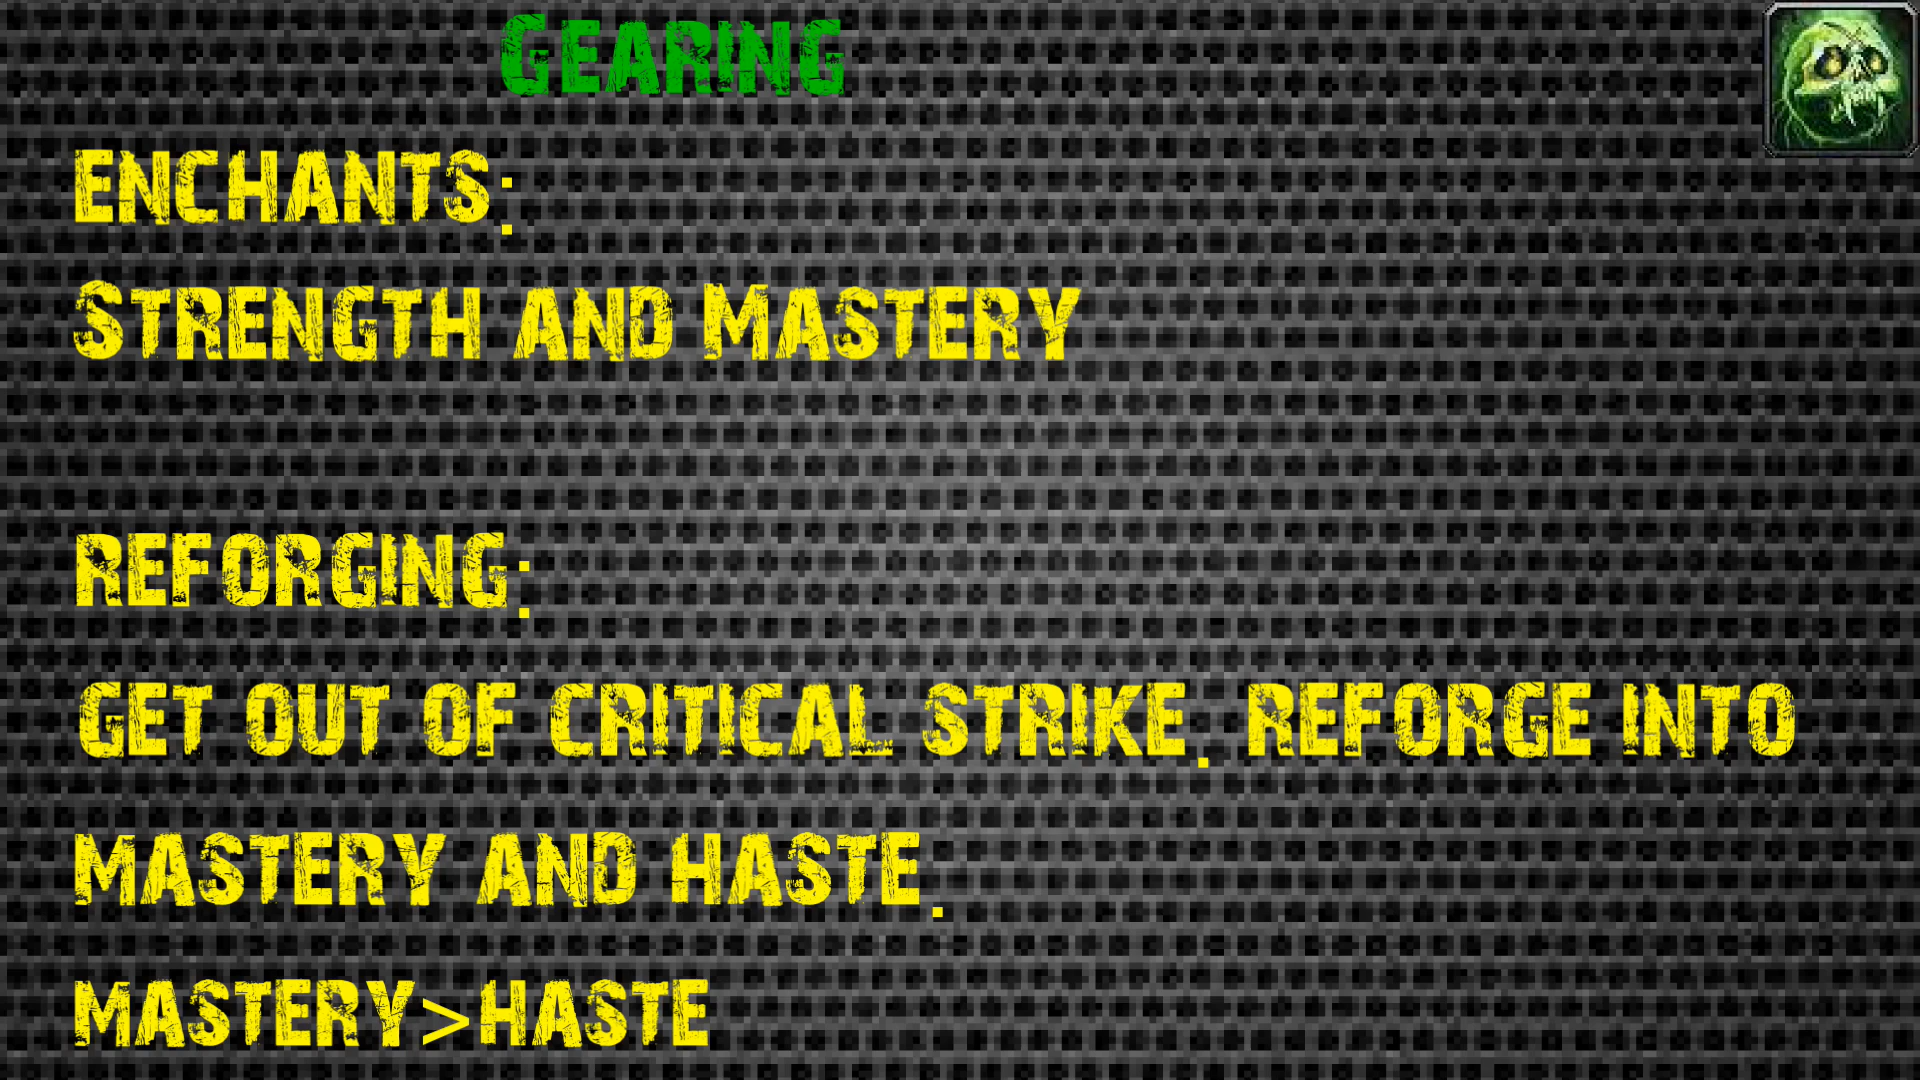 Gearing
Enchants:
Strength and Mastery
Reforging:
Get out of Critical Strike. Reforge into
Mastery and Haste.
Mastery>Haste